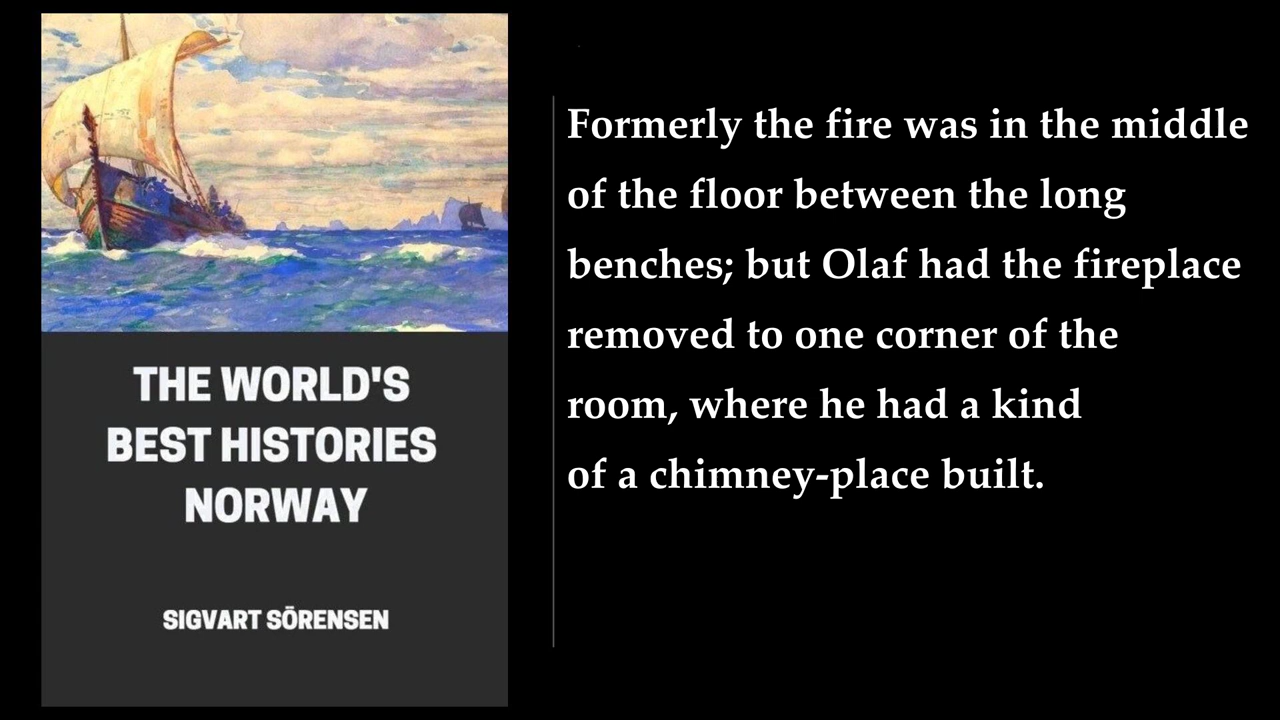 THE WORLD'S
BEST HISTORIES
NORWAY
SIGVART SÖRENSEN
Formerly the fire was in the middle
of the floor between the long
benches; but Olaf had the fireplace
removed to one corner of the
room, where he had a kind
of a chimney-place built.